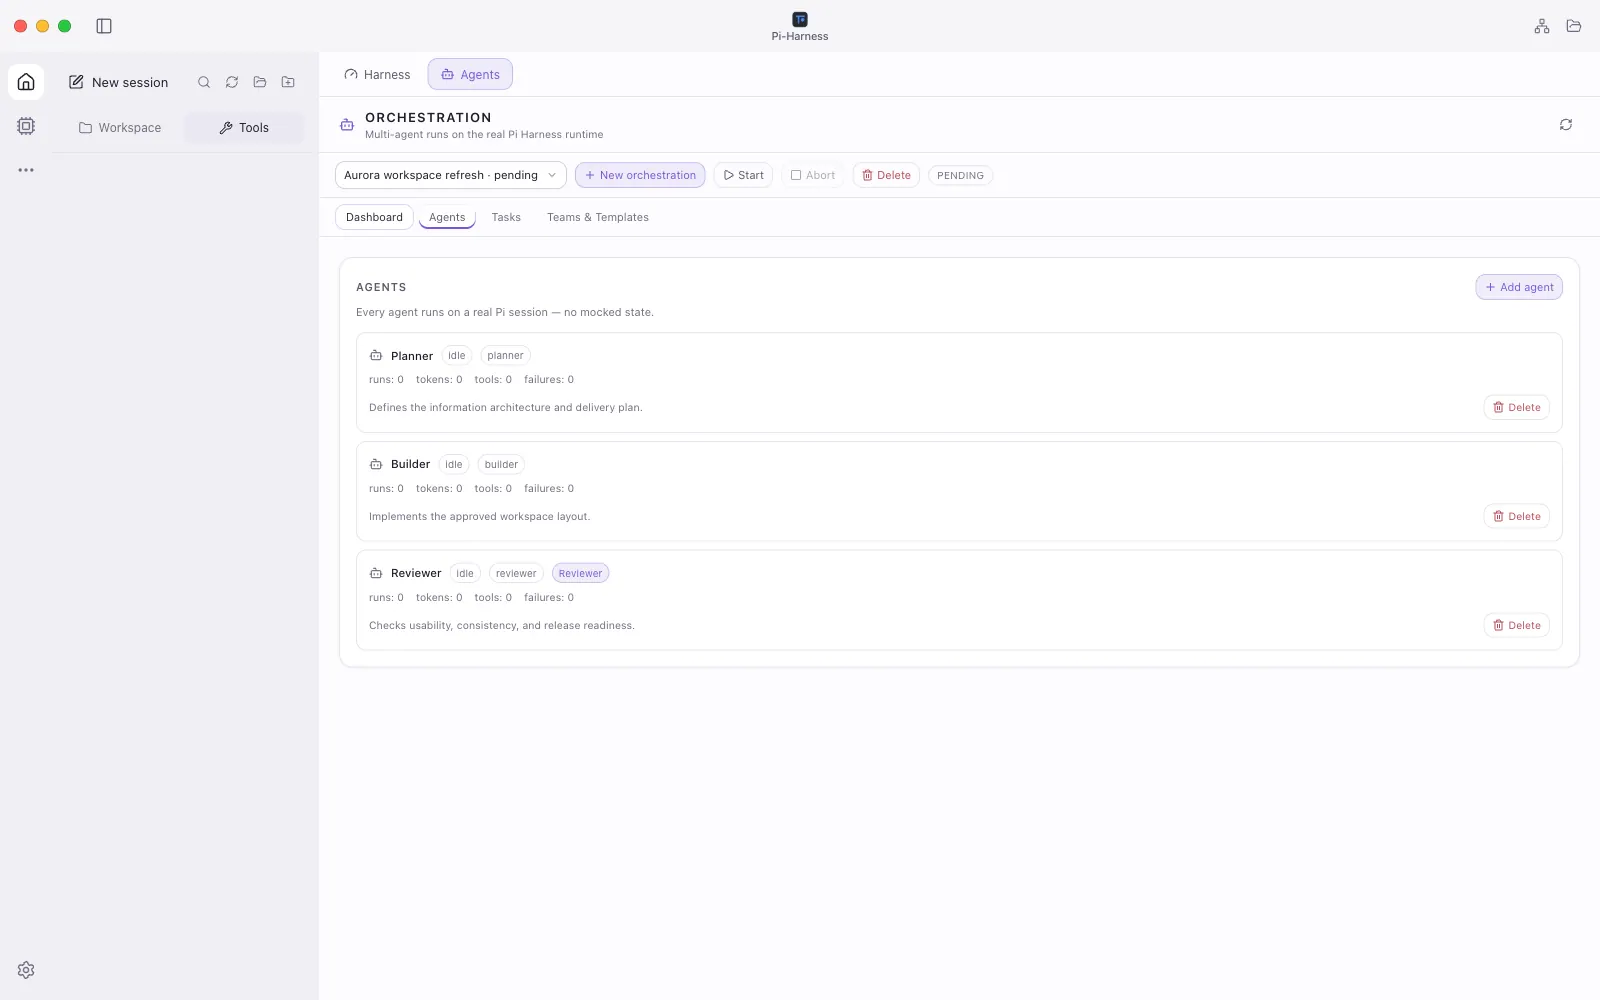 Pi-Harness
New session
Workspace
Tools
Harness
Agents
ORCHESTRATION
Multi-agent runs on the real Pi Harness runtime
Aurora workspace refresh · pending
New orchestration
Start
Abort
Delete
PENDING
Dashboard
Agents
Tasks
Teams & Templates
AGENTS
Add agent
Every agent runs on a real Pi session — no mocked state.
Planner idle planner
runs: 0 tokens: 0 tools: 0 failures: 0
Defines the information architecture and delivery plan.
Delete
Builder idle builder
runs: 0 tokens: 0 tools: 0 failures: 0
Implements the approved workspace layout.
Delete
Reviewer idle reviewer Reviewer
runs: 0 tokens: 0 tools: 0 failures: 0
Checks usability, consistency, and release readiness.
Delete